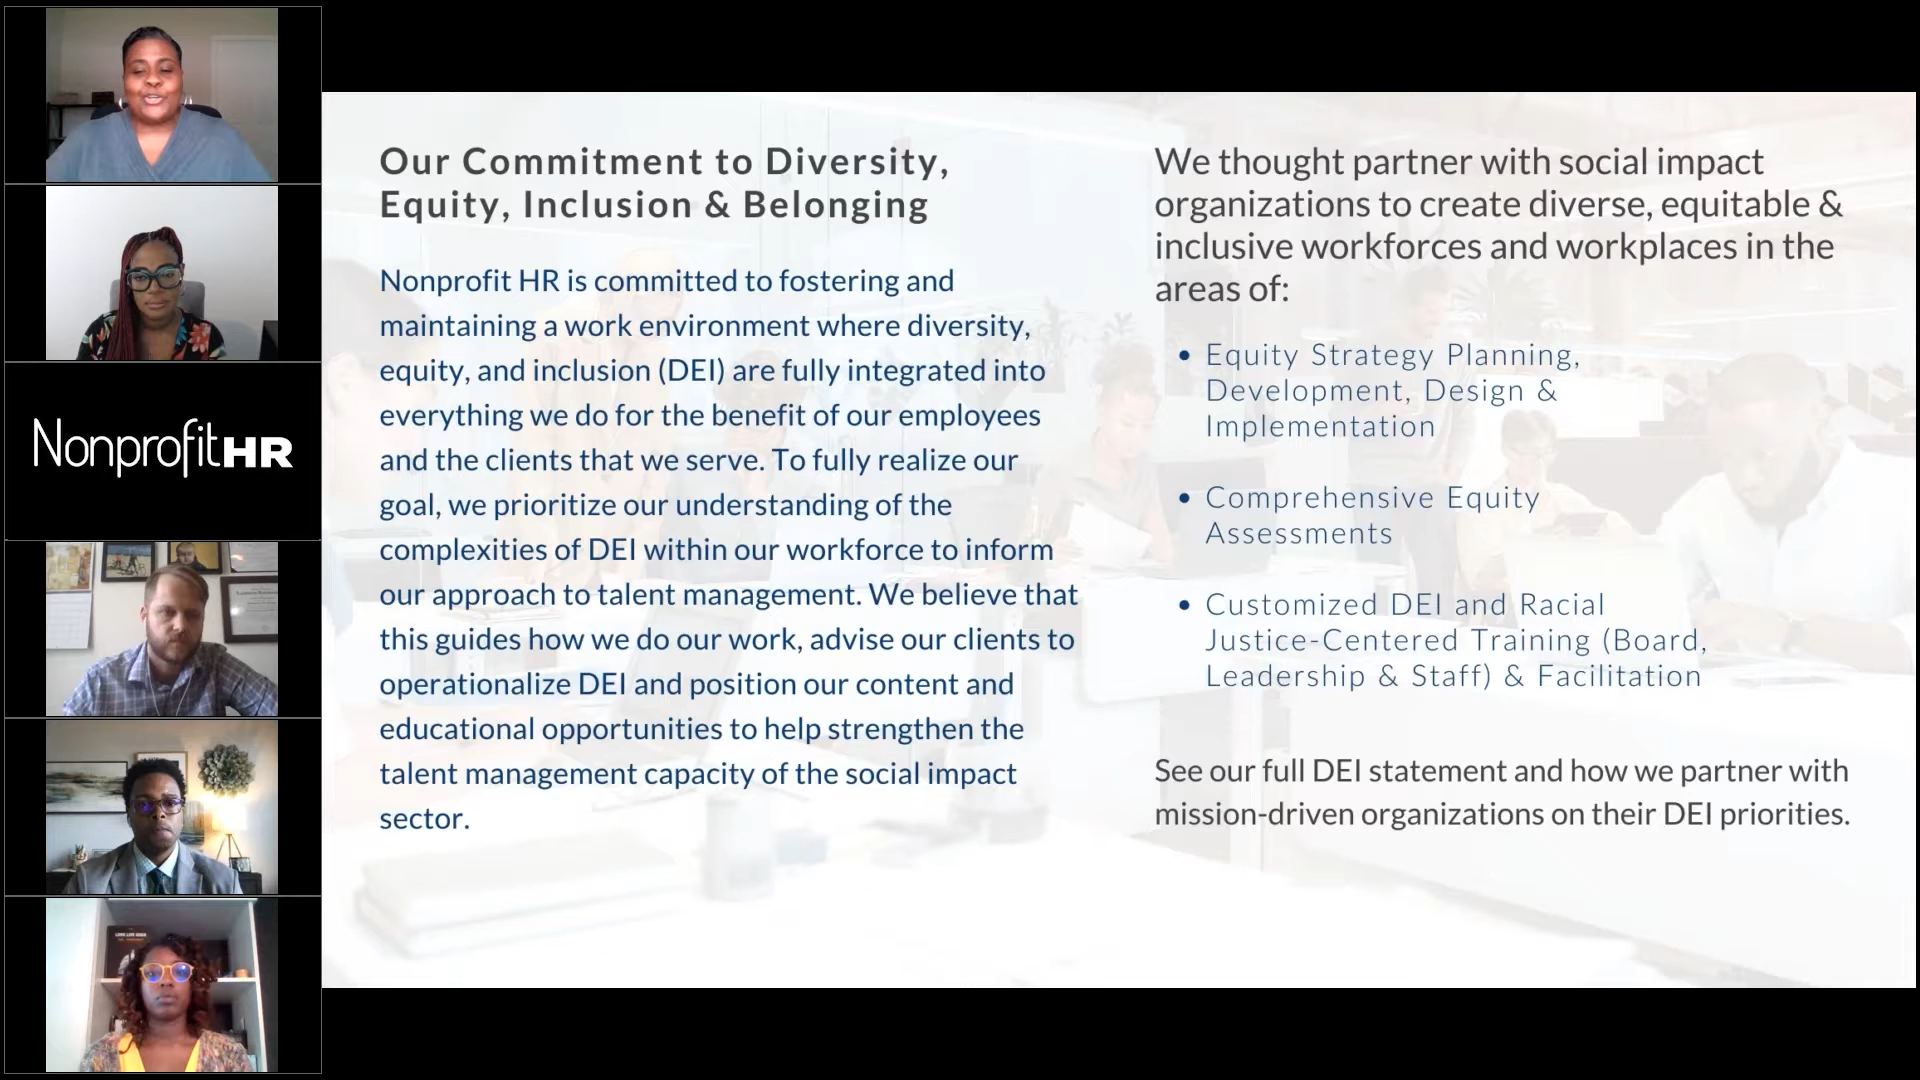 NonprofitHR
Our Commitment to Diversity,
Equity, Inclusion & Belonging
Nonprofit HR is committed to fostering and
maintaining a work environment where diversity,
equity, and inclusion (DEI) are fully integrated into
everything we do for the benefit of our employees
and the clients that we serve. To fully realize our
goal, we prioritize our understanding of the
complexities of DEI within our workforce to inform
our approach to talent management. We believe that
this guides how we do our work, advise our clients to
operationalize DEI and position our content and
educational opportunities to help strengthen the
talent management capacity of the social impact
sector.
We thought partner with social impact
organizations to create diverse, equitable &
inclusive workforces and workplaces in the
areas of:
• Equity Strategy Planning,
Development, Design &
Implementation
• Comprehensive Equity
Assessments
• Customized DEI and Racial
Justice-Centered Training (Board,
Leadership & Staff) & Facilitation
See our full DEI statement and how we partner with
mission-driven organizations on their DEI priorities.